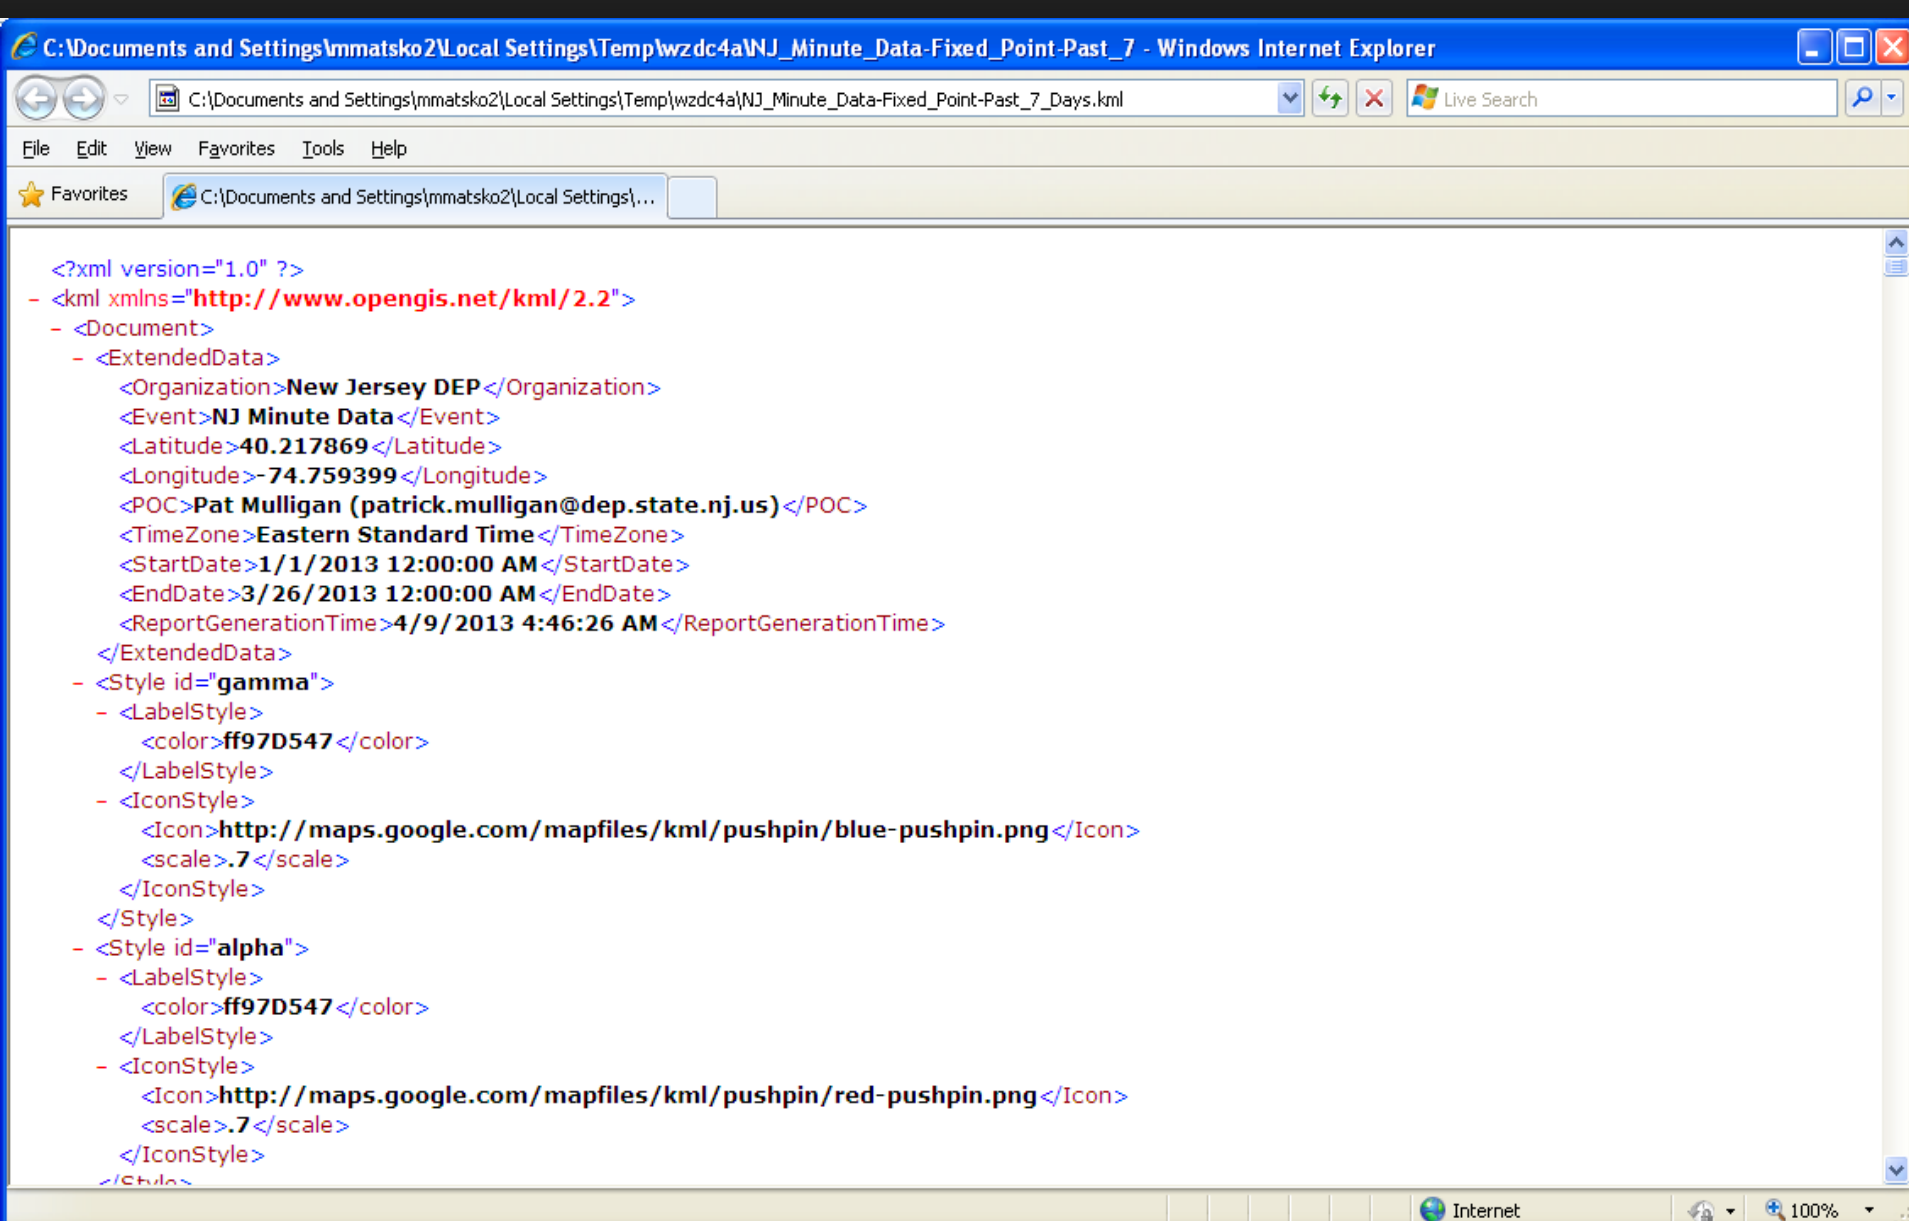 C:\Documents and Settings\mmatsko2\Local Settings\Temp\wzdc4a\NJ_Minute_Data-Fixed_Point-Past_7 - Windows Internet Explorer
C:\Documents and Settings\mmatsko2\Local Settings\Temp\wzdc4a\NJ_Minute_Data-Fixed_Point-Past_7_Days.kml
Live Search
File Edit View Favorites Tools Help
Favorites
C:\Documents and Settings\mmatsko2\Local Settings\...
<?xml version="1.0" ?>
- <kml xmlns="http://www.opengis.net/kml/2.2">
- <Document>
- <ExtendedData>
<Organization>New Jersey DEP</Organization>
<Event>NJ Minute Data</Event>
<Latitude>40.217869</Latitude>
<Longitude>-74.759399</Longitude>
<POC>Pat Mulligan (patrick.mulligan@dep.state.nj.us)</POC>
<TimeZone>Eastern Standard Time</TimeZone>
<StartDate>1/1/2013 12:00:00 AM</StartDate>
<EndDate>3/26/2013 12:00:00 AM</EndDate>
<ReportGenerationTime>4/9/2013 4:46:26 AM</ReportGenerationTime>
</ExtendedData>
- <Style id="gamma">
- <LabelStyle>
<color>ff97D547</color>
</LabelStyle>
- <IconStyle>
<Icon>http://maps.google.com/mapfiles/kml/pushpin/blue-pushpin.png</Icon>
<scale>.7</scale>
</IconStyle>
</Style>
- <Style id="alpha">
- <LabelStyle>
<color>ff97D547</color>
</LabelStyle>
- <IconStyle>
<Icon>http://maps.google.com/mapfiles/kml/pushpin/red-pushpin.png</Icon>
<scale>.7</scale>
</IconStyle>
</Style>
Internet
100%